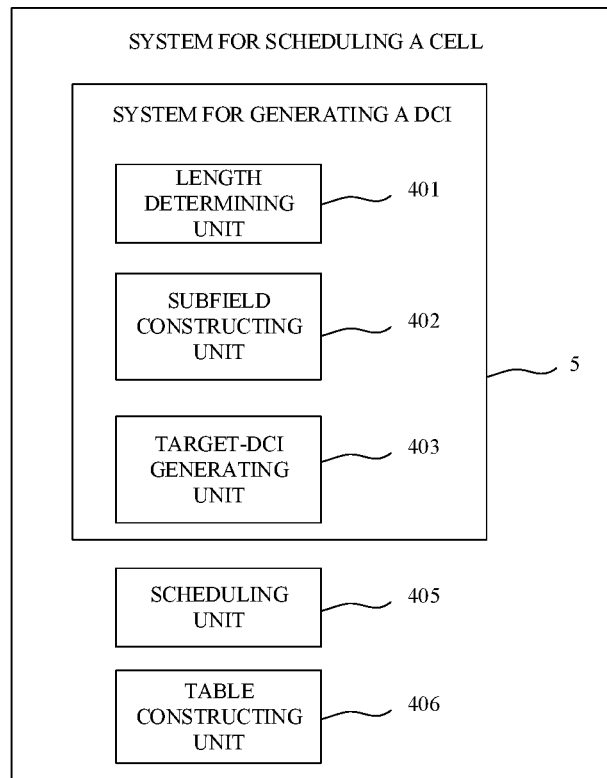 SYSTEM FOR SCHEDULING A CELL
SYSTEM FOR GENERATING A DCI
LENGTH
DETERMINING
UNIT
401
SUBFIELD
CONSTRUCTING
UNIT
402
5
TARGET-DCI
GENERATING
UNIT
403
SCHEDULING
UNIT
405
TABLE
CONSTRUCTING
UNIT
406